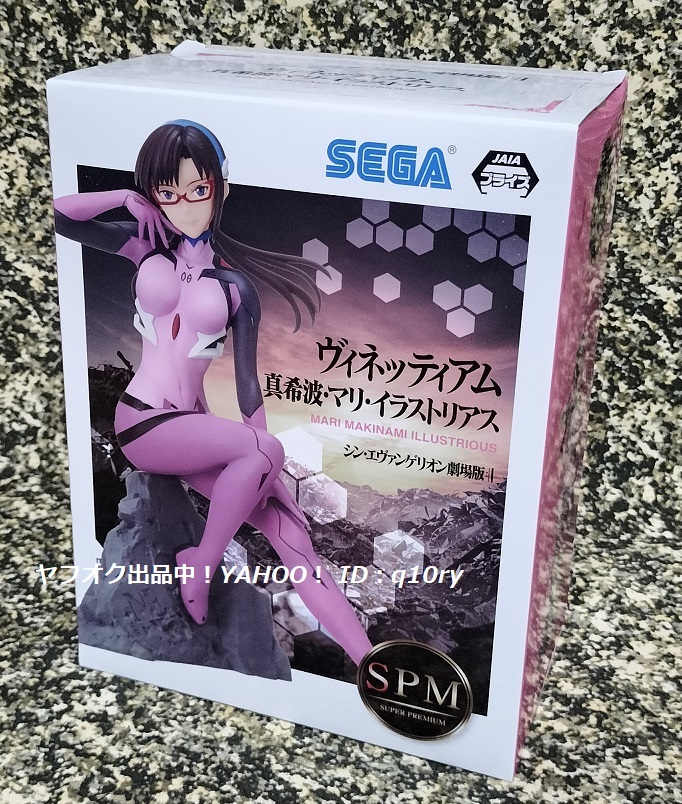 SEGA®
JAIA
プライズ
ヴィネッティアム
真希波・マリ・イラストリアス
MARI MAKINAMI ILLUSTRIOUS
シン・エヴァンゲリオン劇場版:||
ヤフオク出品中！YAHOO！ ID：q10ry
SPM
SUPER PREMIUM